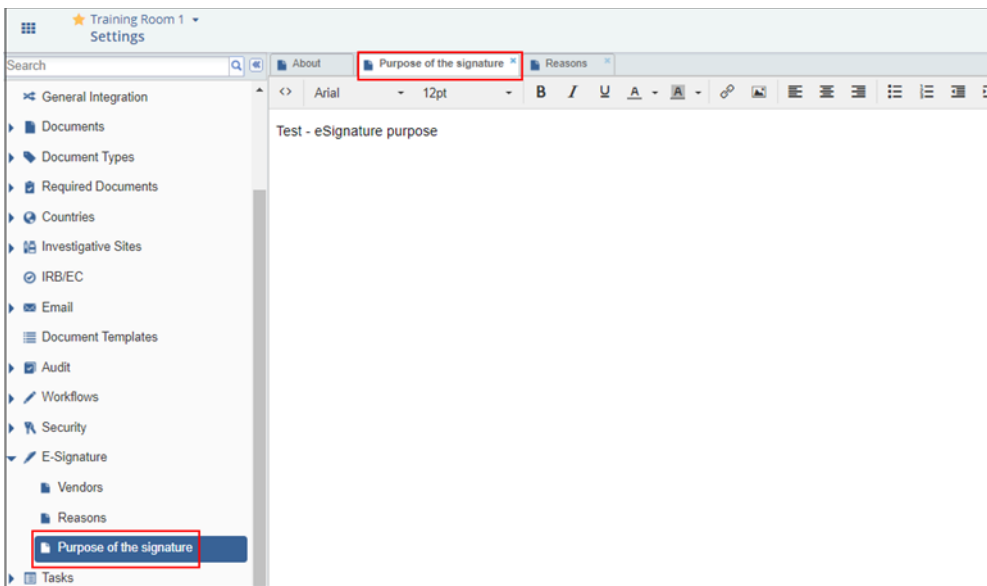 Training Room 1
Settings
Search
About
Purpose of the signature
Reasons
General Integration
Arial
12pt
B I U A A
Documents
Test - eSignature purpose
Document Types
Required Documents
Countries
Investigative Sites
IRB/EC
Email
Document Templates
Audit
Workflows
Security
E-Signature
Vendors
Reasons
Purpose of the signature
Tasks